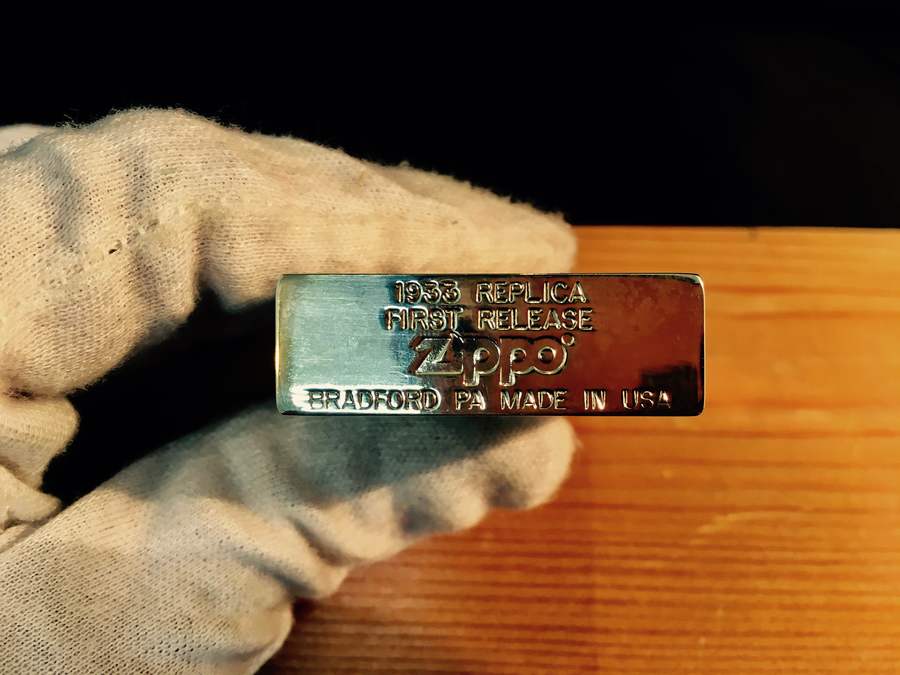 1933 REPLICA
FIRST RELEASE
Zippo
BRADFORD PA MADE IN USA